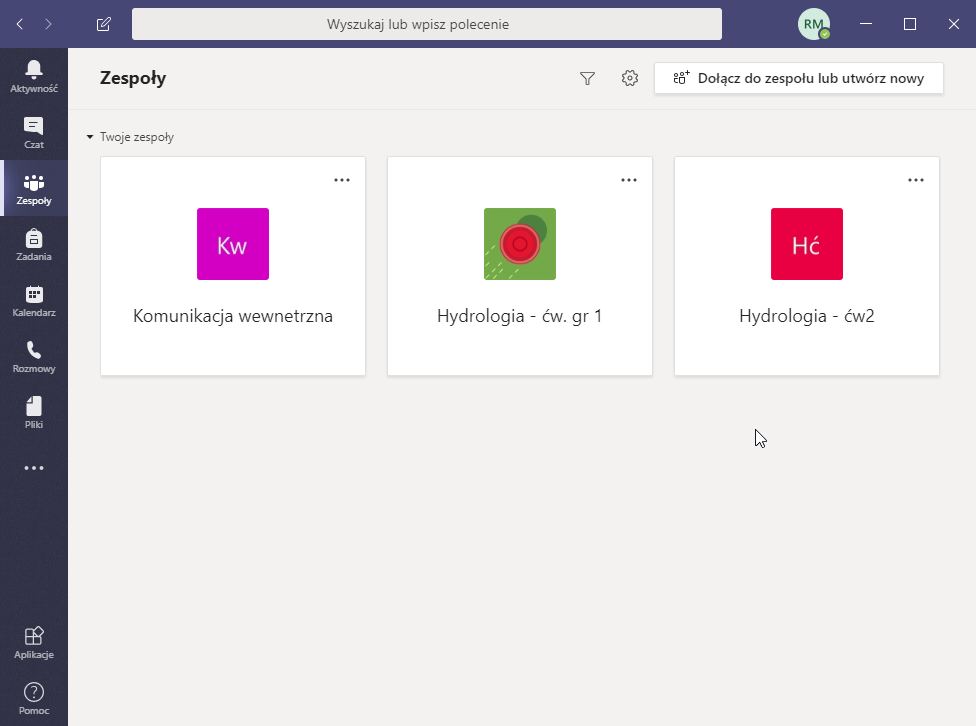 Wyszukaj lub wpisz polecenie
RM
Aktywność
Czat
Zespoły
Zadania
Kalendarz
Rozmowy
Pliki
Aplikacje
Pomoc
Zespoły
Dołącz do zespołu lub utwórz nowy
Twoje zespoły
Kw
Komunikacja wewnetrzna
Hydrologia - ćw. gr 1
Hć
Hydrologia - ćw2